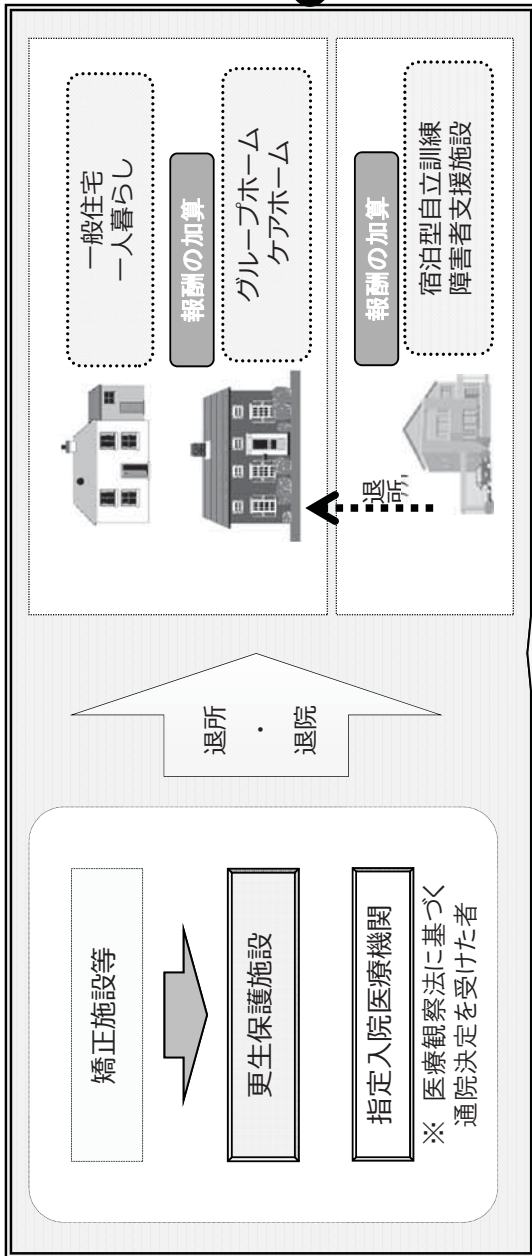 矯正施設等
更生保護施設
指定入院医療機関
※ 医療観察法に基づく
通院決定を受けた者
退所
・
退院
一般住宅
一人暮らし
報酬の加算
グループホーム
ケアホーム
退所
報酬の加算
宿泊型自立訓練
障害者支援施設